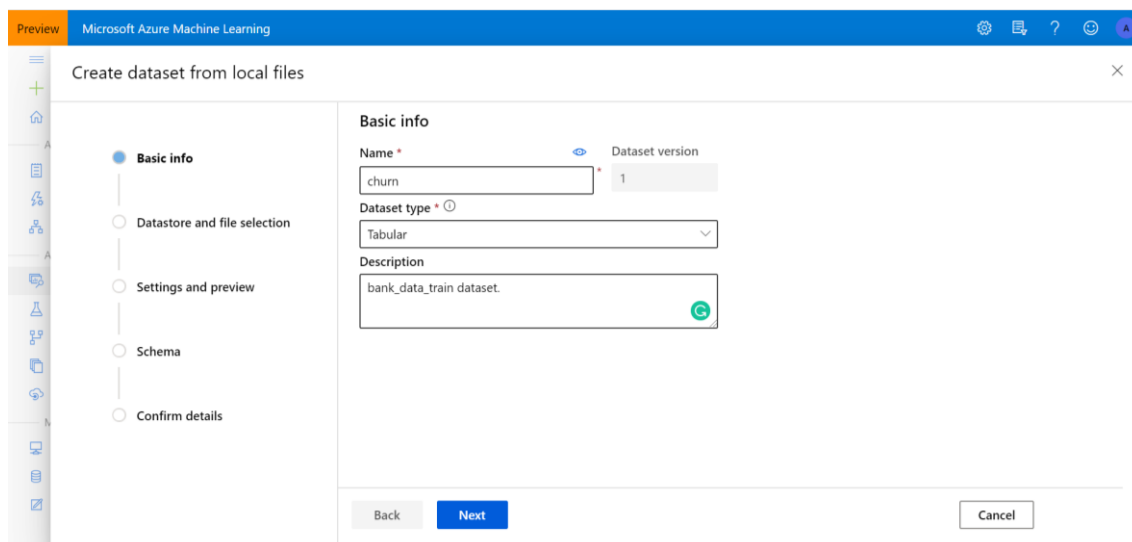 Preview
Microsoft Azure Machine Learning
?
A
Create dataset from local files
A
A
M
Basic info
Datastore and file selection
Settings and preview
Schema
Confirm details
Basic info
Name *
Dataset version
churn
*
1
Dataset type *
Tabular
Description
bank_data_train dataset.
Back
Next
Cancel